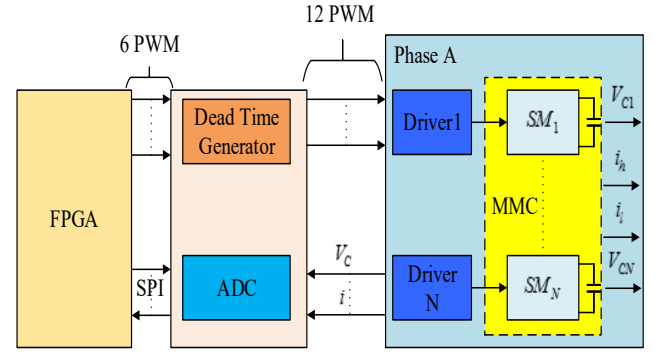 12 PWM
6 PWM
Phase A
Dead Time
Generator
Driver1
SM1
VC1
ih
FPGA
MMC
il
VC
SPI
ADC
i
Driver
N
SMN
VCN